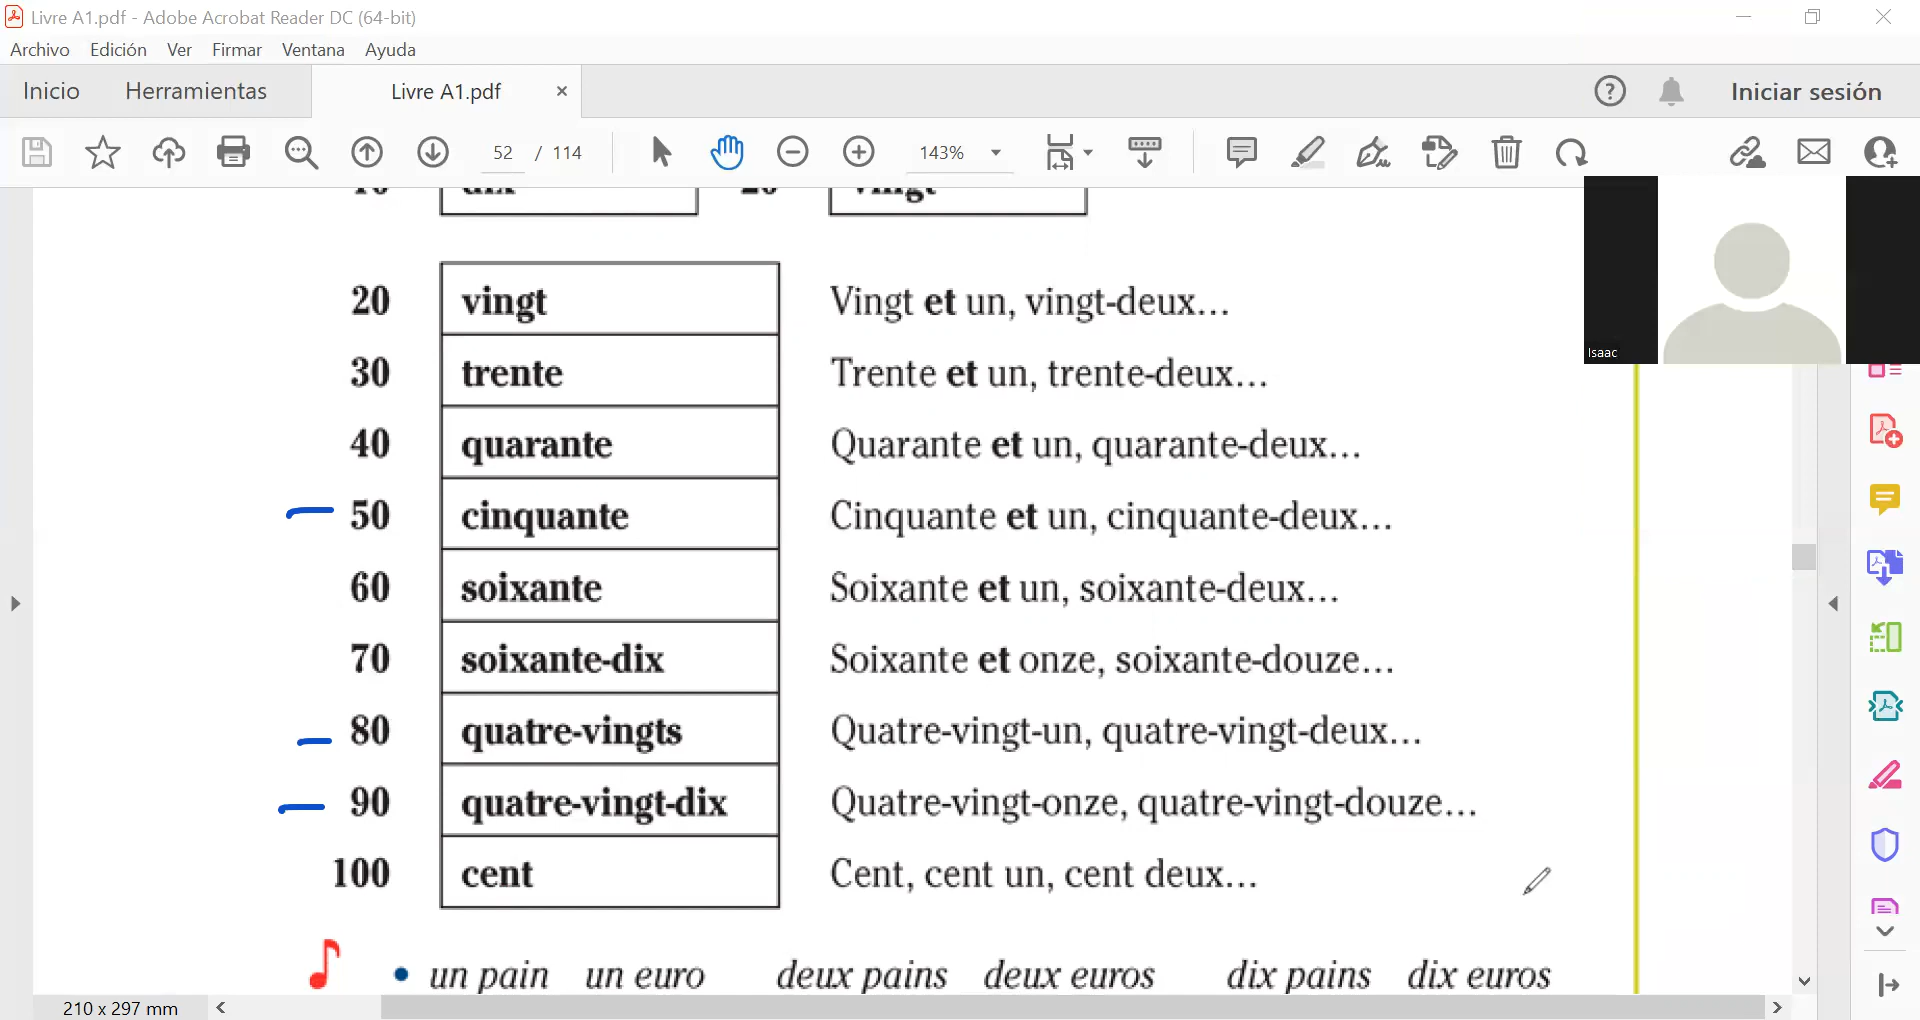 Livre A1.pdf - Adobe Acrobat Reader DC (64-bit)
Archivo Edición Ver Firmar Ventana Ayuda
Inicio Herramientas Livre A1.pdf × Iniciar sesión
52 / 114 143%
10 dix 20 vingt
20 vingt Vingt et un, vingt-deux...
30 trente Trente et un, trente-deux...
40 quarante Quarante et un, quarante-deux...
50 cinquante Cinquante et un, cinquante-deux...
60 soixante Soixante et un, soixante-deux...
70 soixante-dix Soixante et onze, soixante-douze...
80 quatre-vingts Quatre-vingt-un, quatre-vingt-deux...
90 quatre-vingt-dix Quatre-vingt-onze, quatre-vingt-douze...
100 cent Cent, cent un, cent deux...
• un pain un euro deux pains deux euros dix pains dix euros
210 x 297 mm
Isaac